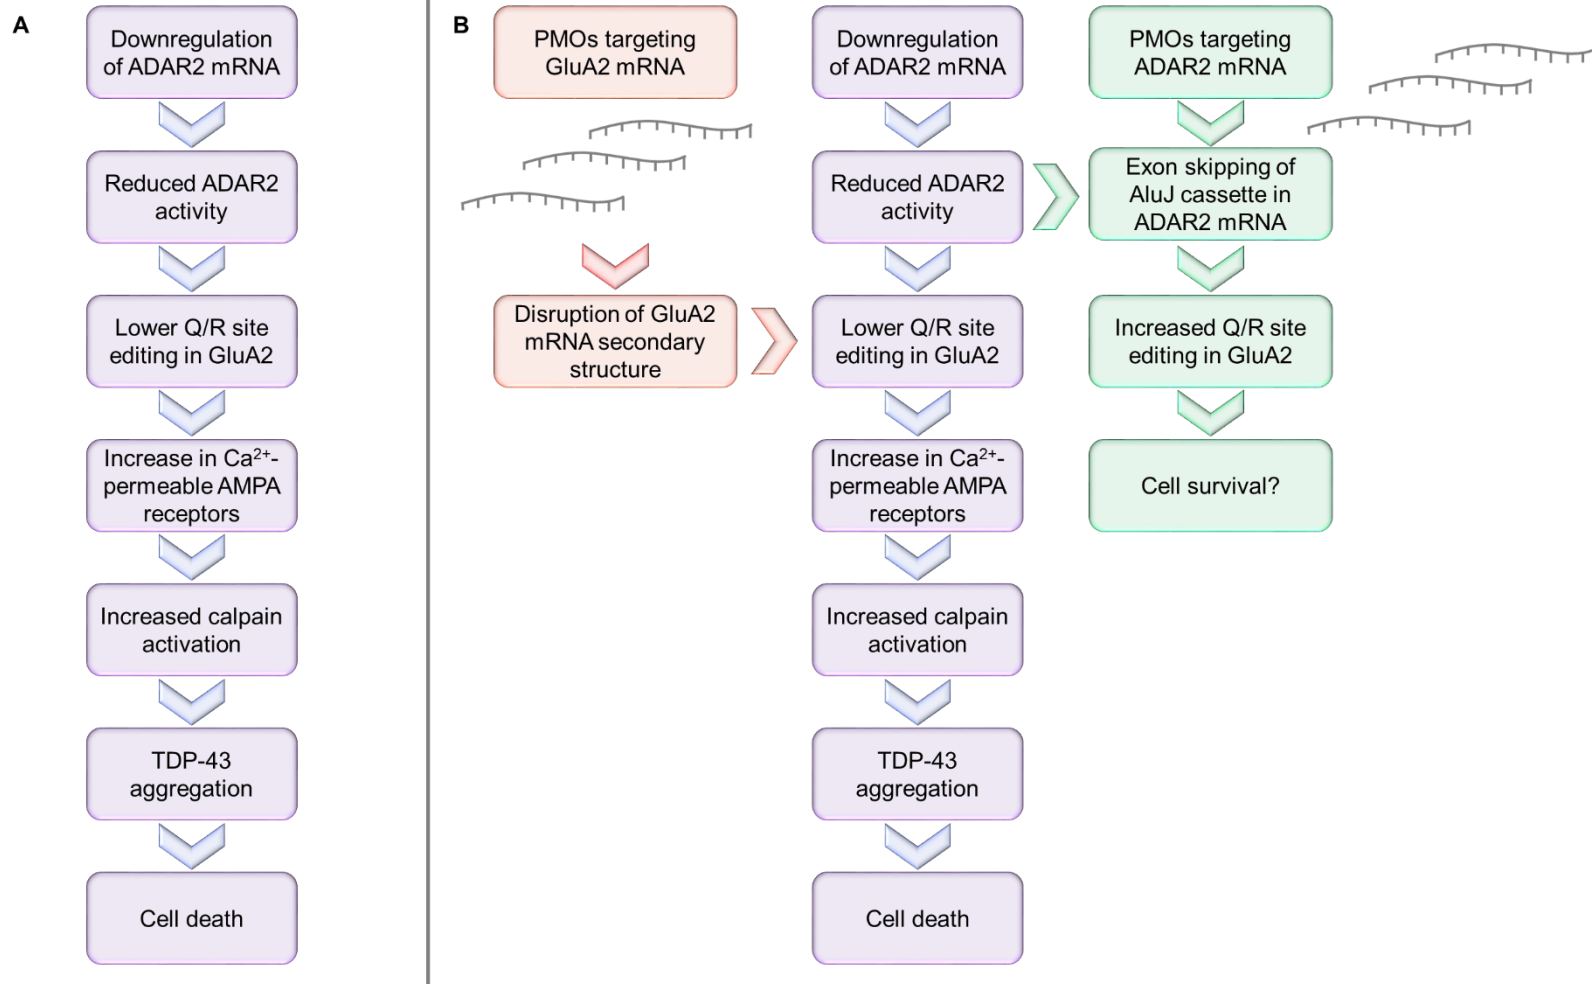 A
Downregulation
of ADAR2 mRNA
Reduced ADAR2
activity
Lower Q/R site
editing in GluA2
Increase in Ca²⁺-
permeable AMPA
receptors
Increased calpain
activation
TDP-43
aggregation
Cell death
B
PMOs targeting
GluA2 mRNA
Disruption of GluA2
mRNA secondary
structure
Downregulation
of ADAR2 mRNA
Reduced ADAR2
activity
Lower Q/R site
editing in GluA2
Increase in Ca²⁺-
permeable AMPA
receptors
Increased calpain
activation
TDP-43
aggregation
Cell death
PMOs targeting
ADAR2 mRNA
Exon skipping of
AluJ cassette in
ADAR2 mRNA
Increased Q/R site
editing in GluA2
Cell survival?